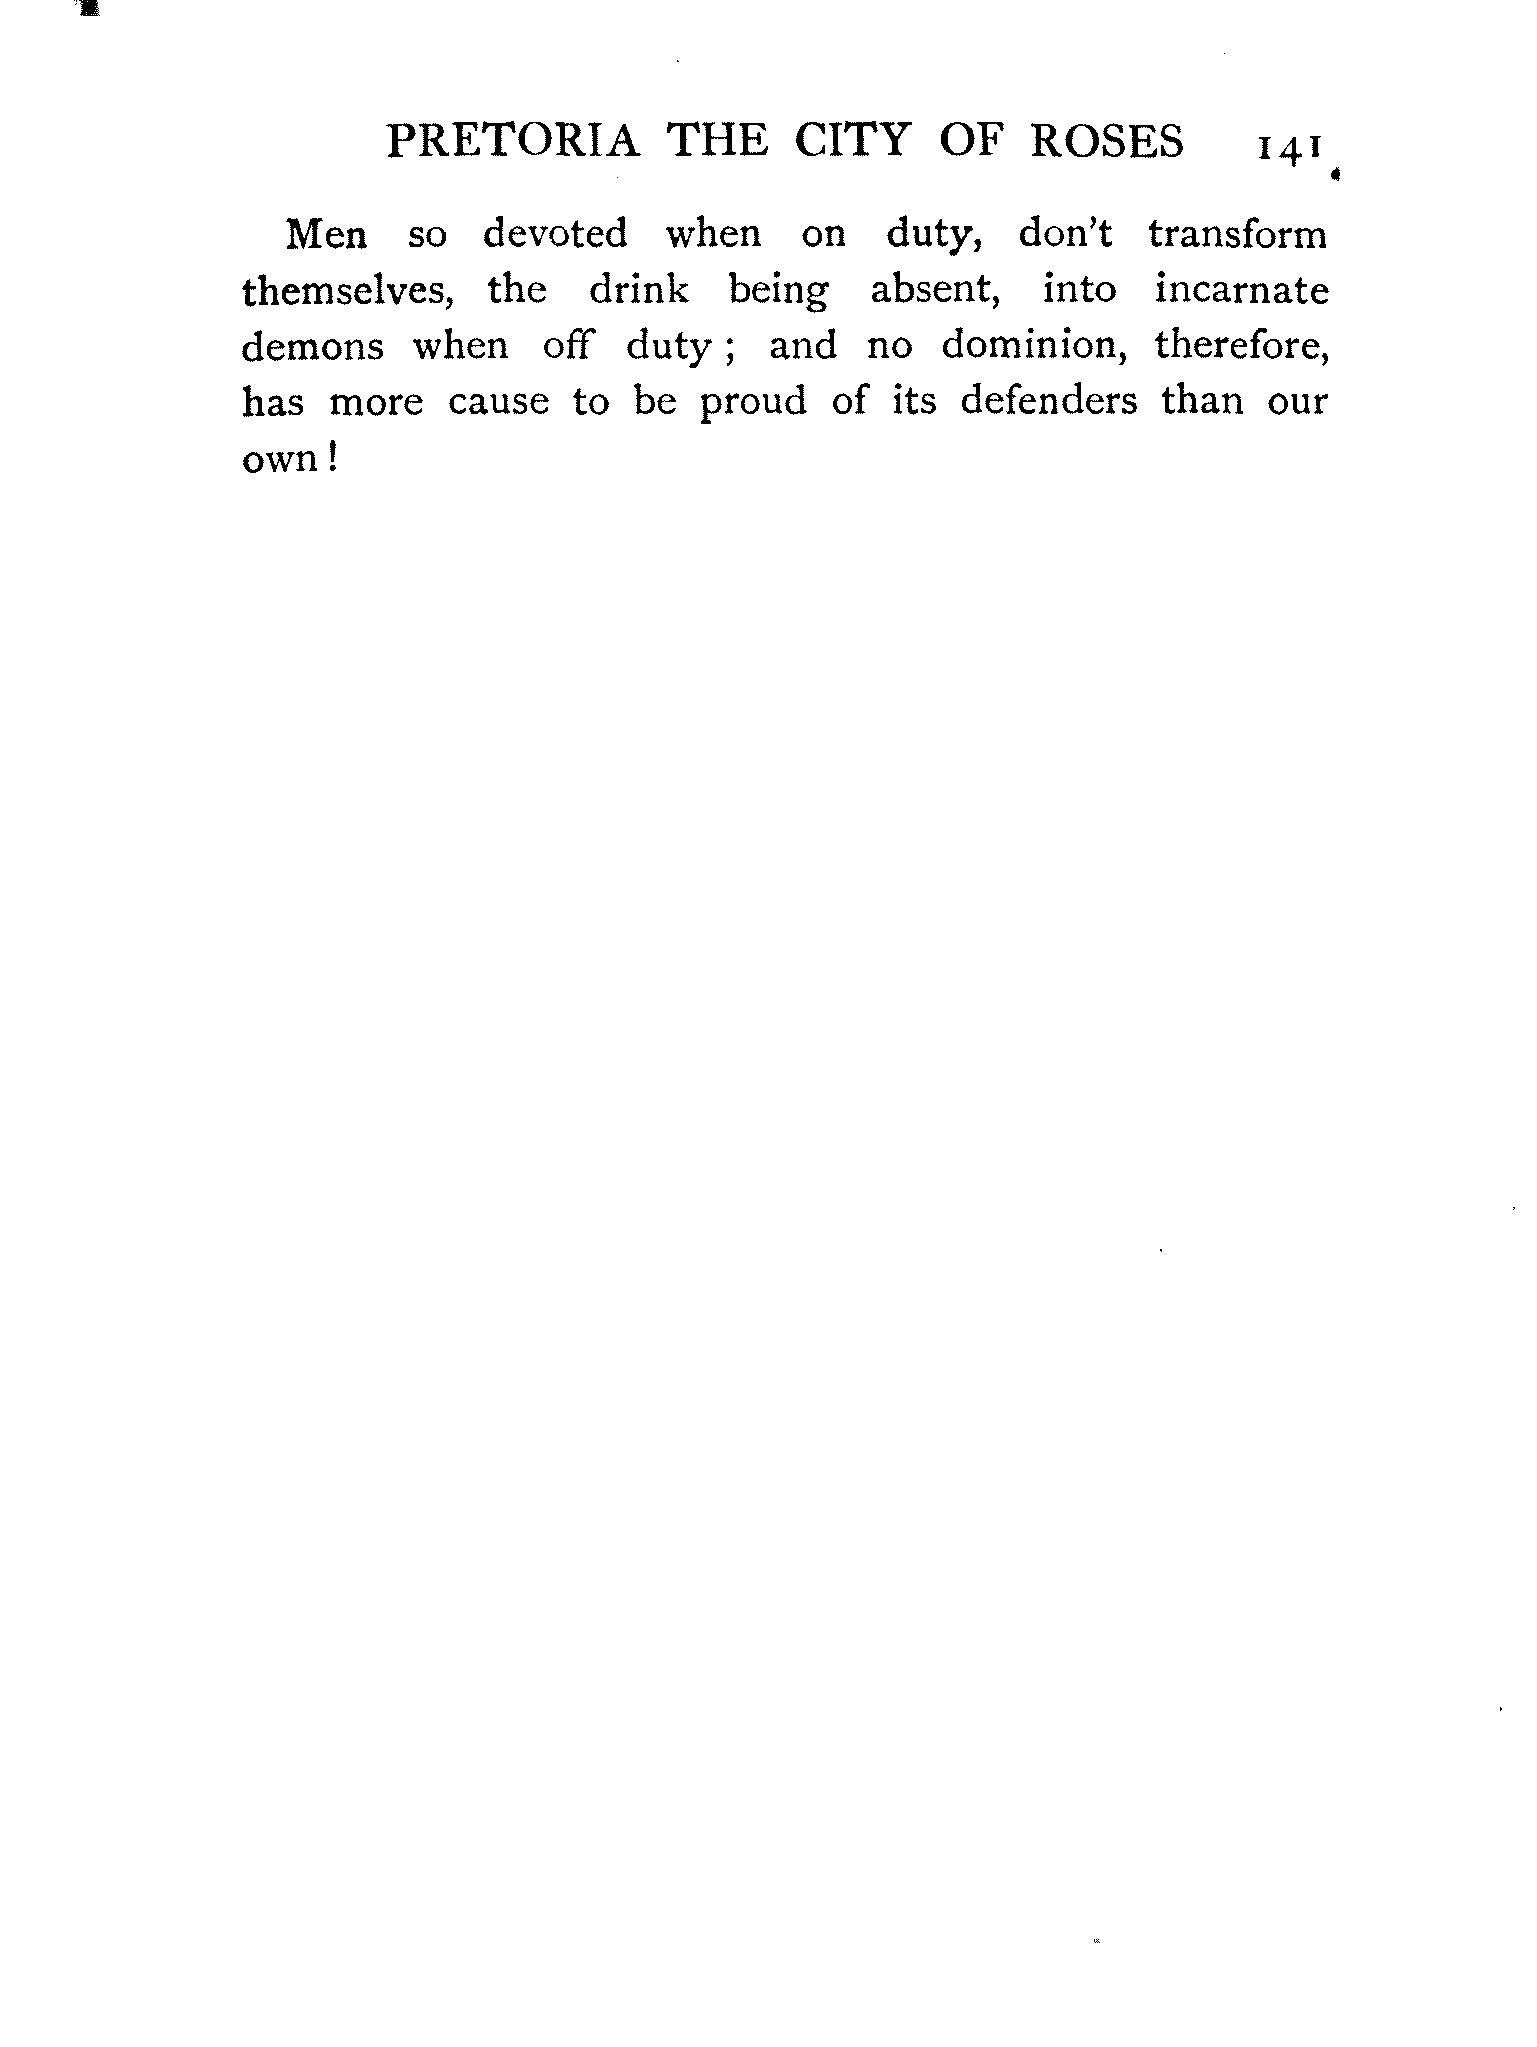 PRETORIA THE CITY OF ROSES 141
Men so devoted when on duty, don't transform
themselves, the drink being absent, into incarnate
demons when off duty ; and no dominion, therefore,
has more cause to be proud of its defenders than our
own !